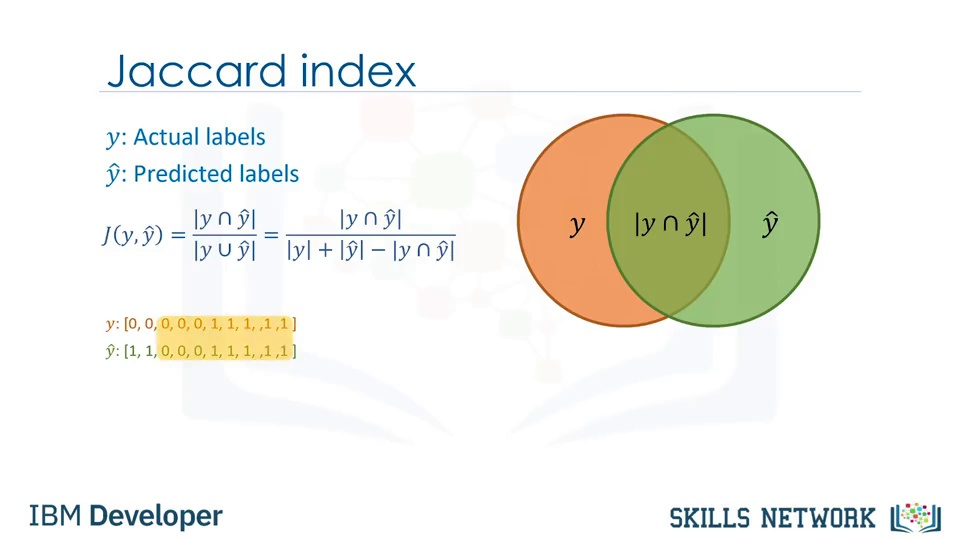 Jaccard index
y: Actual labels
ŷ: Predicted labels
J(y, ŷ) = |y ∩ ŷ| / |y ∪ ŷ| = |y ∩ ŷ| / |y| + |ŷ| − |y ∩ ŷ|
y |y ∩ ŷ| ŷ
y: [0, 0, 0, 0, 0, 1, 1, 1, ,1 ,1 ]
ŷ: [1, 1, 0, 0, 0, 1, 1, 1, ,1 ,1 ]
IBM Developer
SKILLS NETWORK